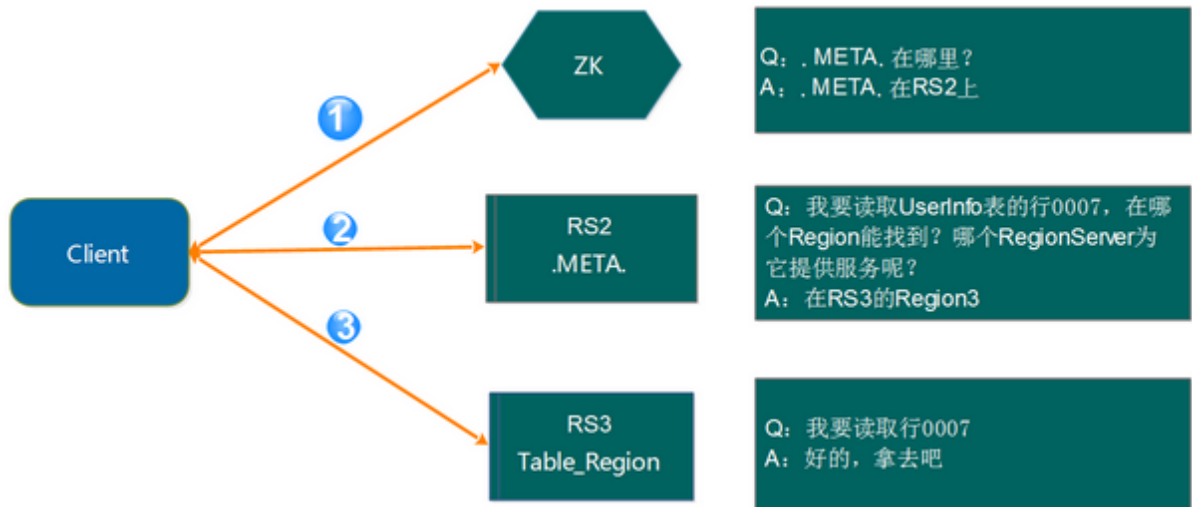 ZK
Q：.META.在哪里？
A：.META.在RS2上
1
Client
2
RS2
.META.
Q：我要读取UserInfo表的行0007，在哪
个Region能找到？哪个RegionServer为
它提供服务呢？
A：在RS3的Region3
3
RS3
Table_Region
Q：我要读取行0007
A：好的，拿去吧